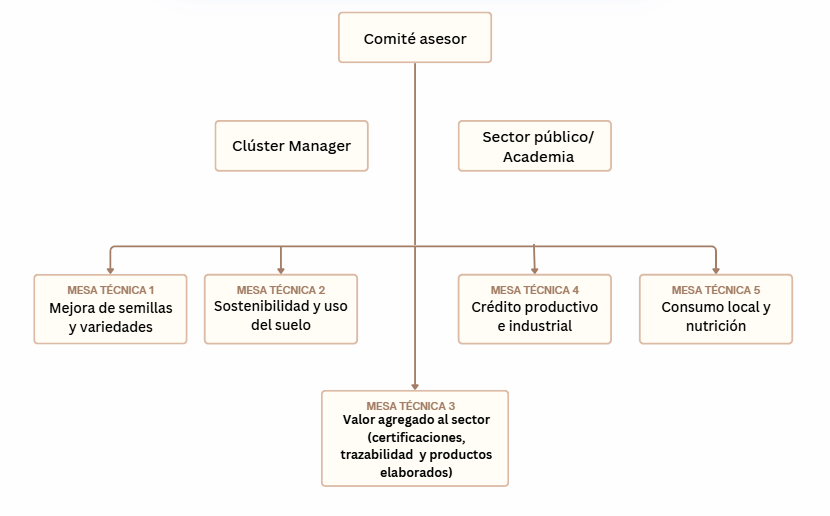 Comité asesor
Clúster Manager
Sector público/
Academia
MESA TÉCNICA 1
Mejora de semillas
y variedades
MESA TÉCNICA 2
Sostenibilidad y uso
del suelo
MESA TÉCNICA 4
Crédito productivo
e industrial
MESA TÉCNICA 5
Consumo local y
nutrición
MESA TÉCNICA 3
Valor agregado al sector
(certificaciones,
trazabilidad y productos
elaborados)